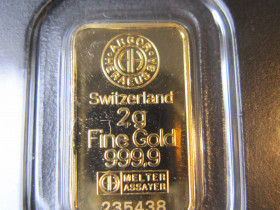 ARGOR HERAEUS
Switzerland
2g
Fine Gold
999,9
MELTER
ASSAYER
235438